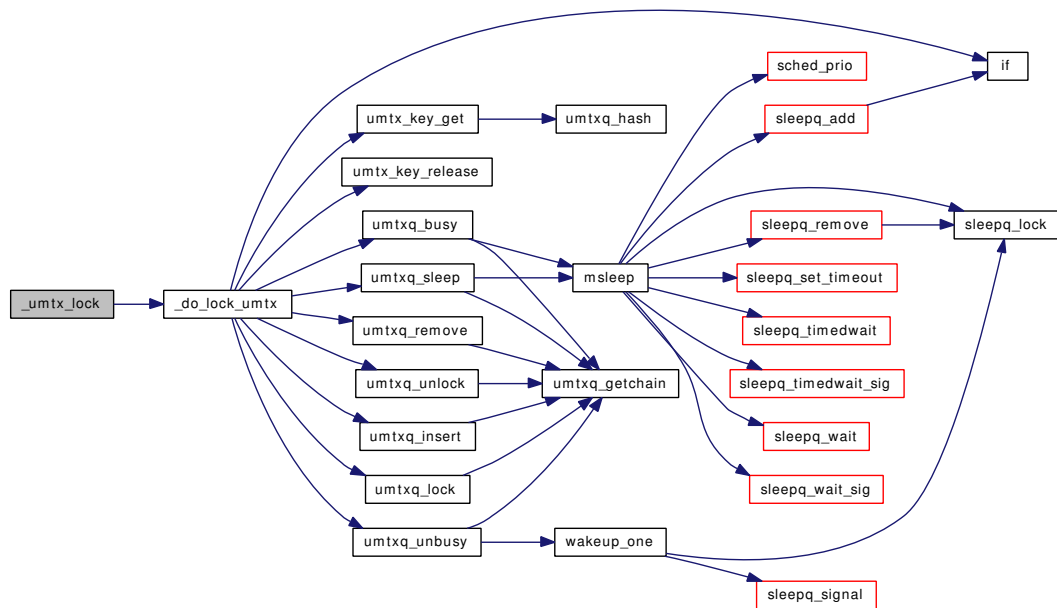 _umtx_lock
_do_lock_umtx
umtx_key_get
umtx_key_release
umtxq_busy
umtxq_sleep
umtxq_remove
umtxq_unlock
umtxq_insert
umtxq_lock
umtxq_unbusy
umtxq_hash
msleep
umtxq_getchain
wakeup_one
sched_prio
sleepq_add
sleepq_remove
sleepq_set_timeout
sleepq_timedwait
sleepq_timedwait_sig
sleepq_wait
sleepq_wait_sig
sleepq_signal
if
sleepq_lock